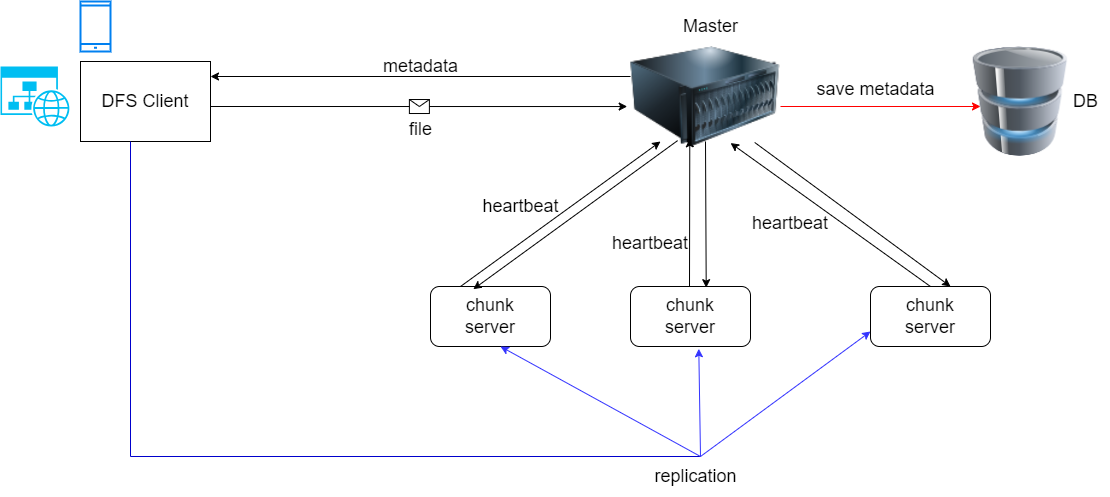 Master
metadata
DFS Client
save metadata
DB
file
heartbeat
heartbeat
heartbeat
chunk
server
chunk
server
chunk
server
replication